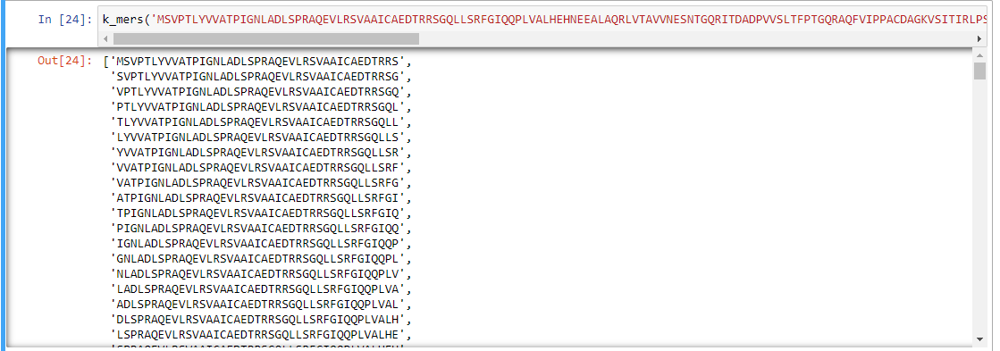 In [24]: k_mers('MSVPTLYVVATPIGNLADLSPRAQEVLRSVAAICAEDTRRSGQLLSRFGIQQPLVALHEHNEEALAQRLVTAVVNESNTGQRITDADPVVSLTFPTGQRAQFVIPPACDAGKVSITIRLPS
Out[24]: ['MSVPTLYVVATPIGNLADLSPRAQEVLRSVAAICAEDTRRS',
'SVPTLYVVATPIGNLADLSPRAQEVLRSVAAICAEDTRRSG',
'VPTLYVVATPIGNLADLSPRAQEVLRSVAAICAEDTRRSGQ',
'PTLYVVATPIGNLADLSPRAQEVLRSVAAICAEDTRRSGQL',
'TLYVVATPIGNLADLSPRAQEVLRSVAAICAEDTRRSGQLL',
'LYVVATPIGNLADLSPRAQEVLRSVAAICAEDTRRSGQLLS',
'YVVATPIGNLADLSPRAQEVLRSVAAICAEDTRRSGQLLSR',
'VVATPIGNLADLSPRAQEVLRSVAAICAEDTRRSGQLLSRF',
'VATPIGNLADLSPRAQEVLRSVAAICAEDTRRSGQLLSRFG',
'ATPIGNLADLSPRAQEVLRSVAAICAEDTRRSGQLLSRFGI',
'TPIGNLADLSPRAQEVLRSVAAICAEDTRRSGQLLSRFGIQ',
'PIGNLADLSPRAQEVLRSVAAICAEDTRRSGQLLSRFGIQQ',
'IGNLADLSPRAQEVLRSVAAICAEDTRRSGQLLSRFGIQQP',
'GNLADLSPRAQEVLRSVAAICAEDTRRSGQLLSRFGIQQPL',
'NLADLSPRAQEVLRSVAAICAEDTRRSGQLLSRFGIQQPLV',
'LADLSPRAQEVLRSVAAICAEDTRRSGQLLSRFGIQQPLVA',
'ADLSPRAQEVLRSVAAICAEDTRRSGQLLSRFGIQQPLVAL',
'DLSPRAQEVLRSVAAICAEDTRRSGQLLSRFGIQQPLVALH',
'LSPRAQEVLRSVAAICAEDTRRSGQLLSRFGIQQPLVALHE',